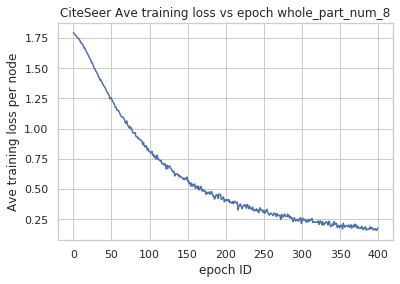 CiteSeer Ave training loss vs epoch whole_part_num_8
Ave training loss per node
1.75
1.50
1.25
1.00
0.75
0.50
0.25
0 50 100 150 200 250 300 350 400
epoch ID